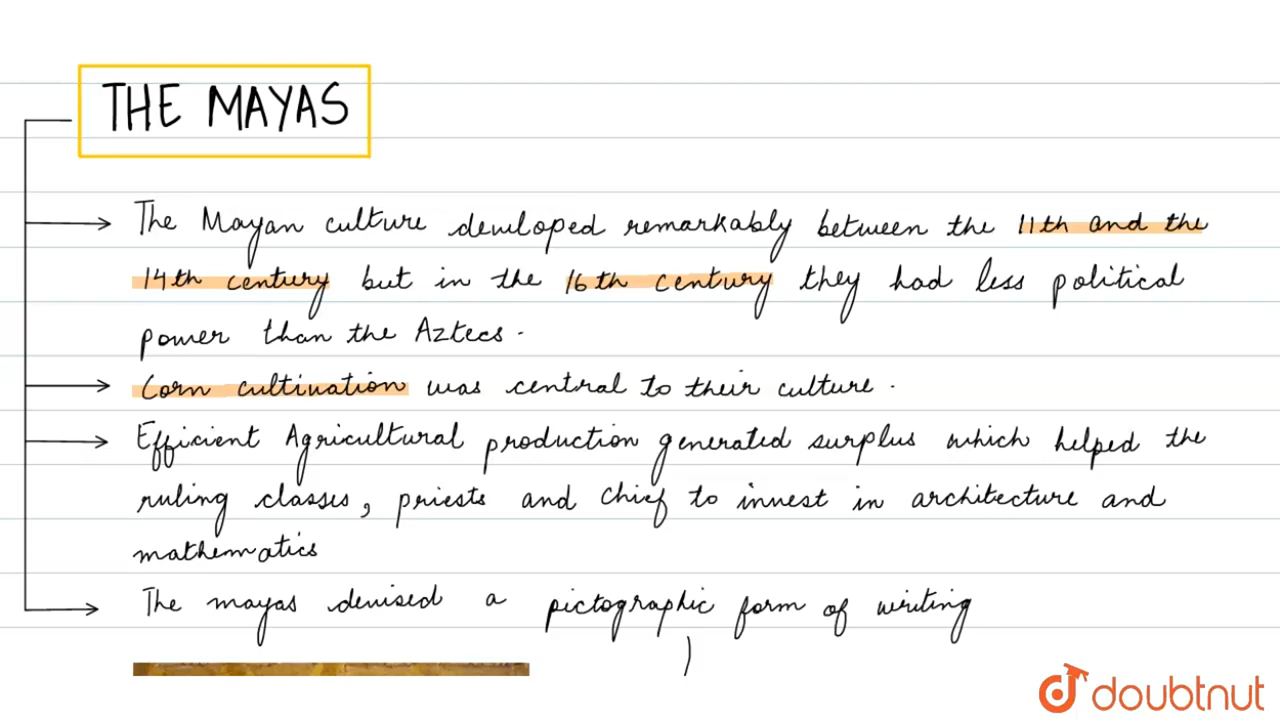 THE MAYAS
The Mayan culture developed remarkably between the 11th and the
14th century but in the 16th century they had less political
power than the Aztecs.
Corn cultivation was central to their culture.
Efficient Agricultural production generated surplus which helped the
ruling classes, priests and chief to invest in architecture and
mathematics
The mayas devised a pictographic form of writing
doubtnut